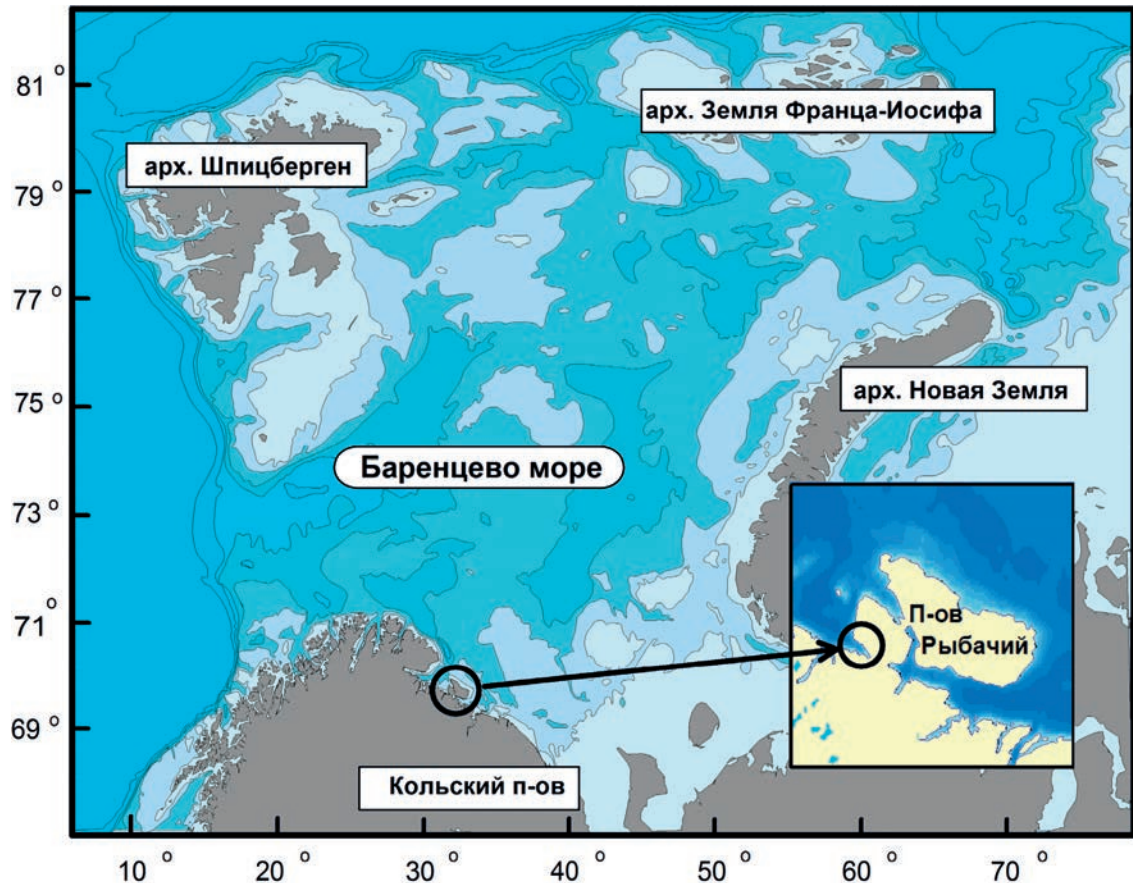 81 °
арх. Земля Франца-Иосифа
арх. Шпицберген
79 °
77 °
арх. Новая Земля
75 °
Баренцево море
73 °
П-ов
Рыбачий
71 °
69 °
Кольский п-ов
10 ° 20 ° 30 ° 40 ° 50 ° 60 ° 70 °